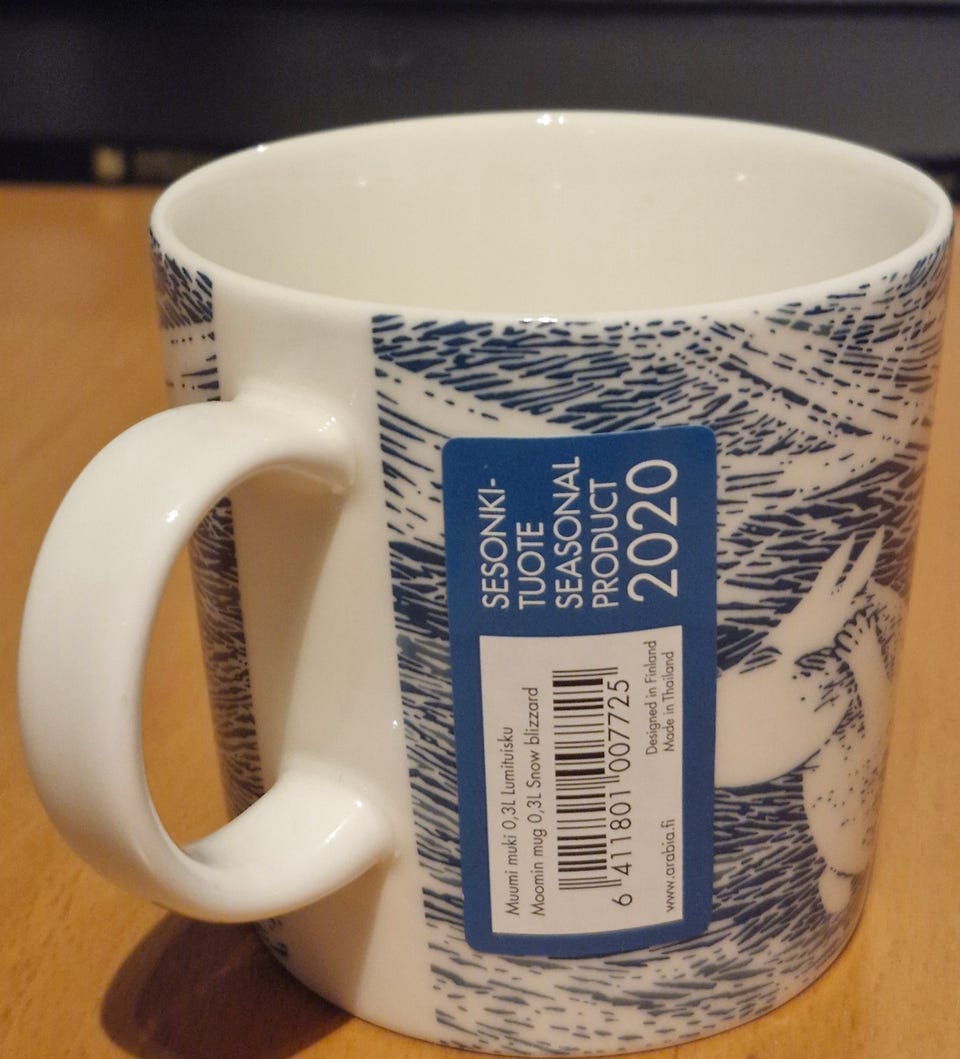 SESONKI-
TUOTE
SEASONAL
PRODUCT
2020
Muumi muki 0,3L Lumituisku
Moomin mug 0,3L Snow blizzard
6 411801 007725
Designed in Finland
Made in Thailand
www.arabia.fi